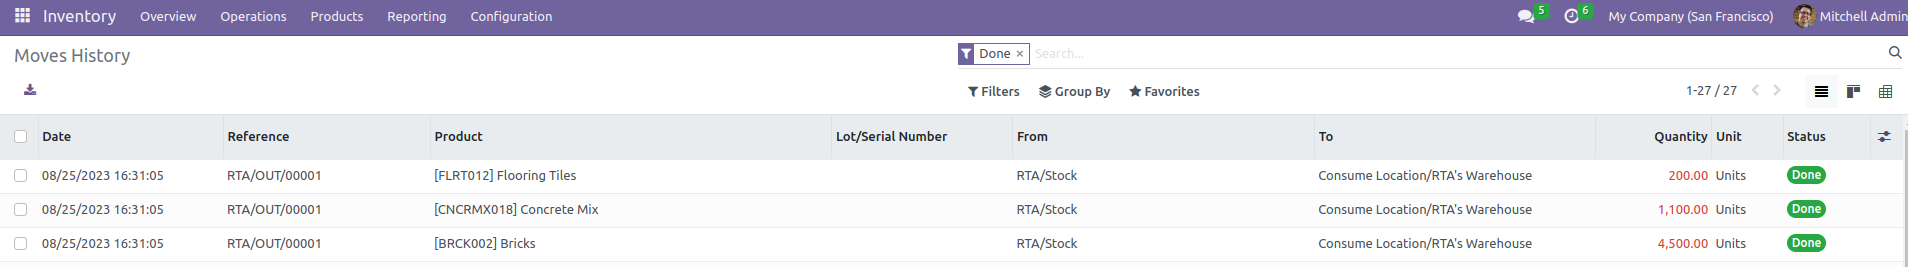 Inventory Overview Operations Products Reporting Configuration 5 6 My Company (San Francisco) Mitchell Admin
Moves History Done × Search...
Filters Group By Favorites 1-27 / 27
Date Reference Product Lot/Serial Number From To Quantity Unit Status
08/25/2023 16:31:05 RTA/OUT/00001 [FLRT012] Flooring Tiles RTA/Stock Consume Location/RTA's Warehouse 200.00 Units Done
08/25/2023 16:31:05 RTA/OUT/00001 [CNCRMX018] Concrete Mix RTA/Stock Consume Location/RTA's Warehouse 1,100.00 Units Done
08/25/2023 16:31:05 RTA/OUT/00001 [BRCK002] Bricks RTA/Stock Consume Location/RTA's Warehouse 4,500.00 Units Done